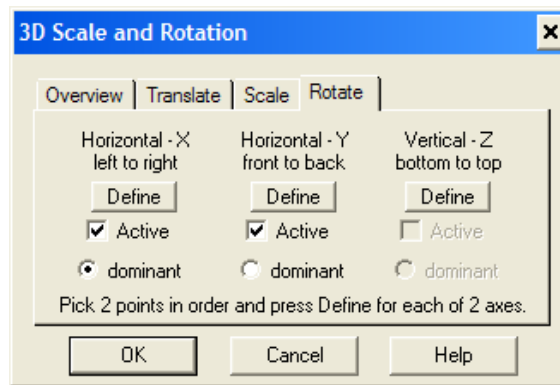 3D Scale and Rotation
Overview Translate Scale Rotate
Horizontal - X Horizontal - Y Vertical - Z
left to right front to back bottom to top
Define Define Define
Active Active Active
dominant dominant dominant
Pick 2 points in order and press Define for each of 2 axes.
OK Cancel Help